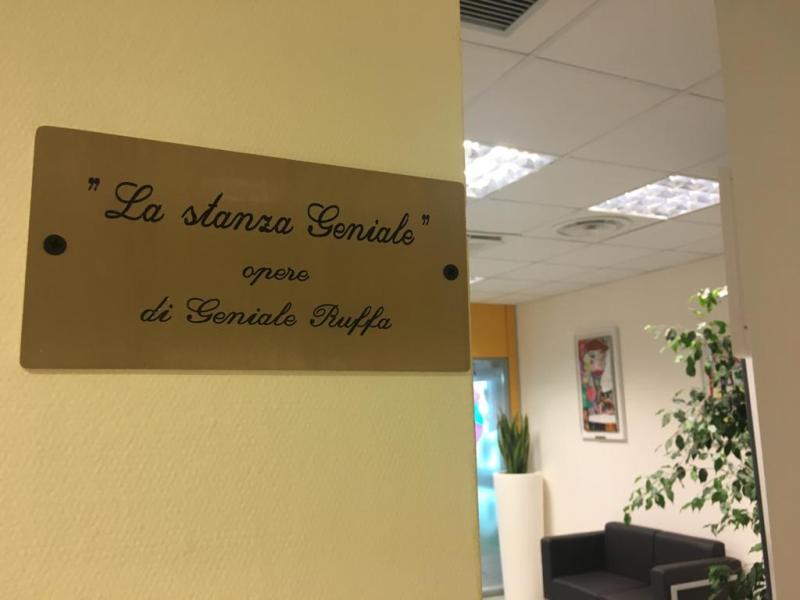 "La stanza Geniale"
opere
di Geniale Ruffa